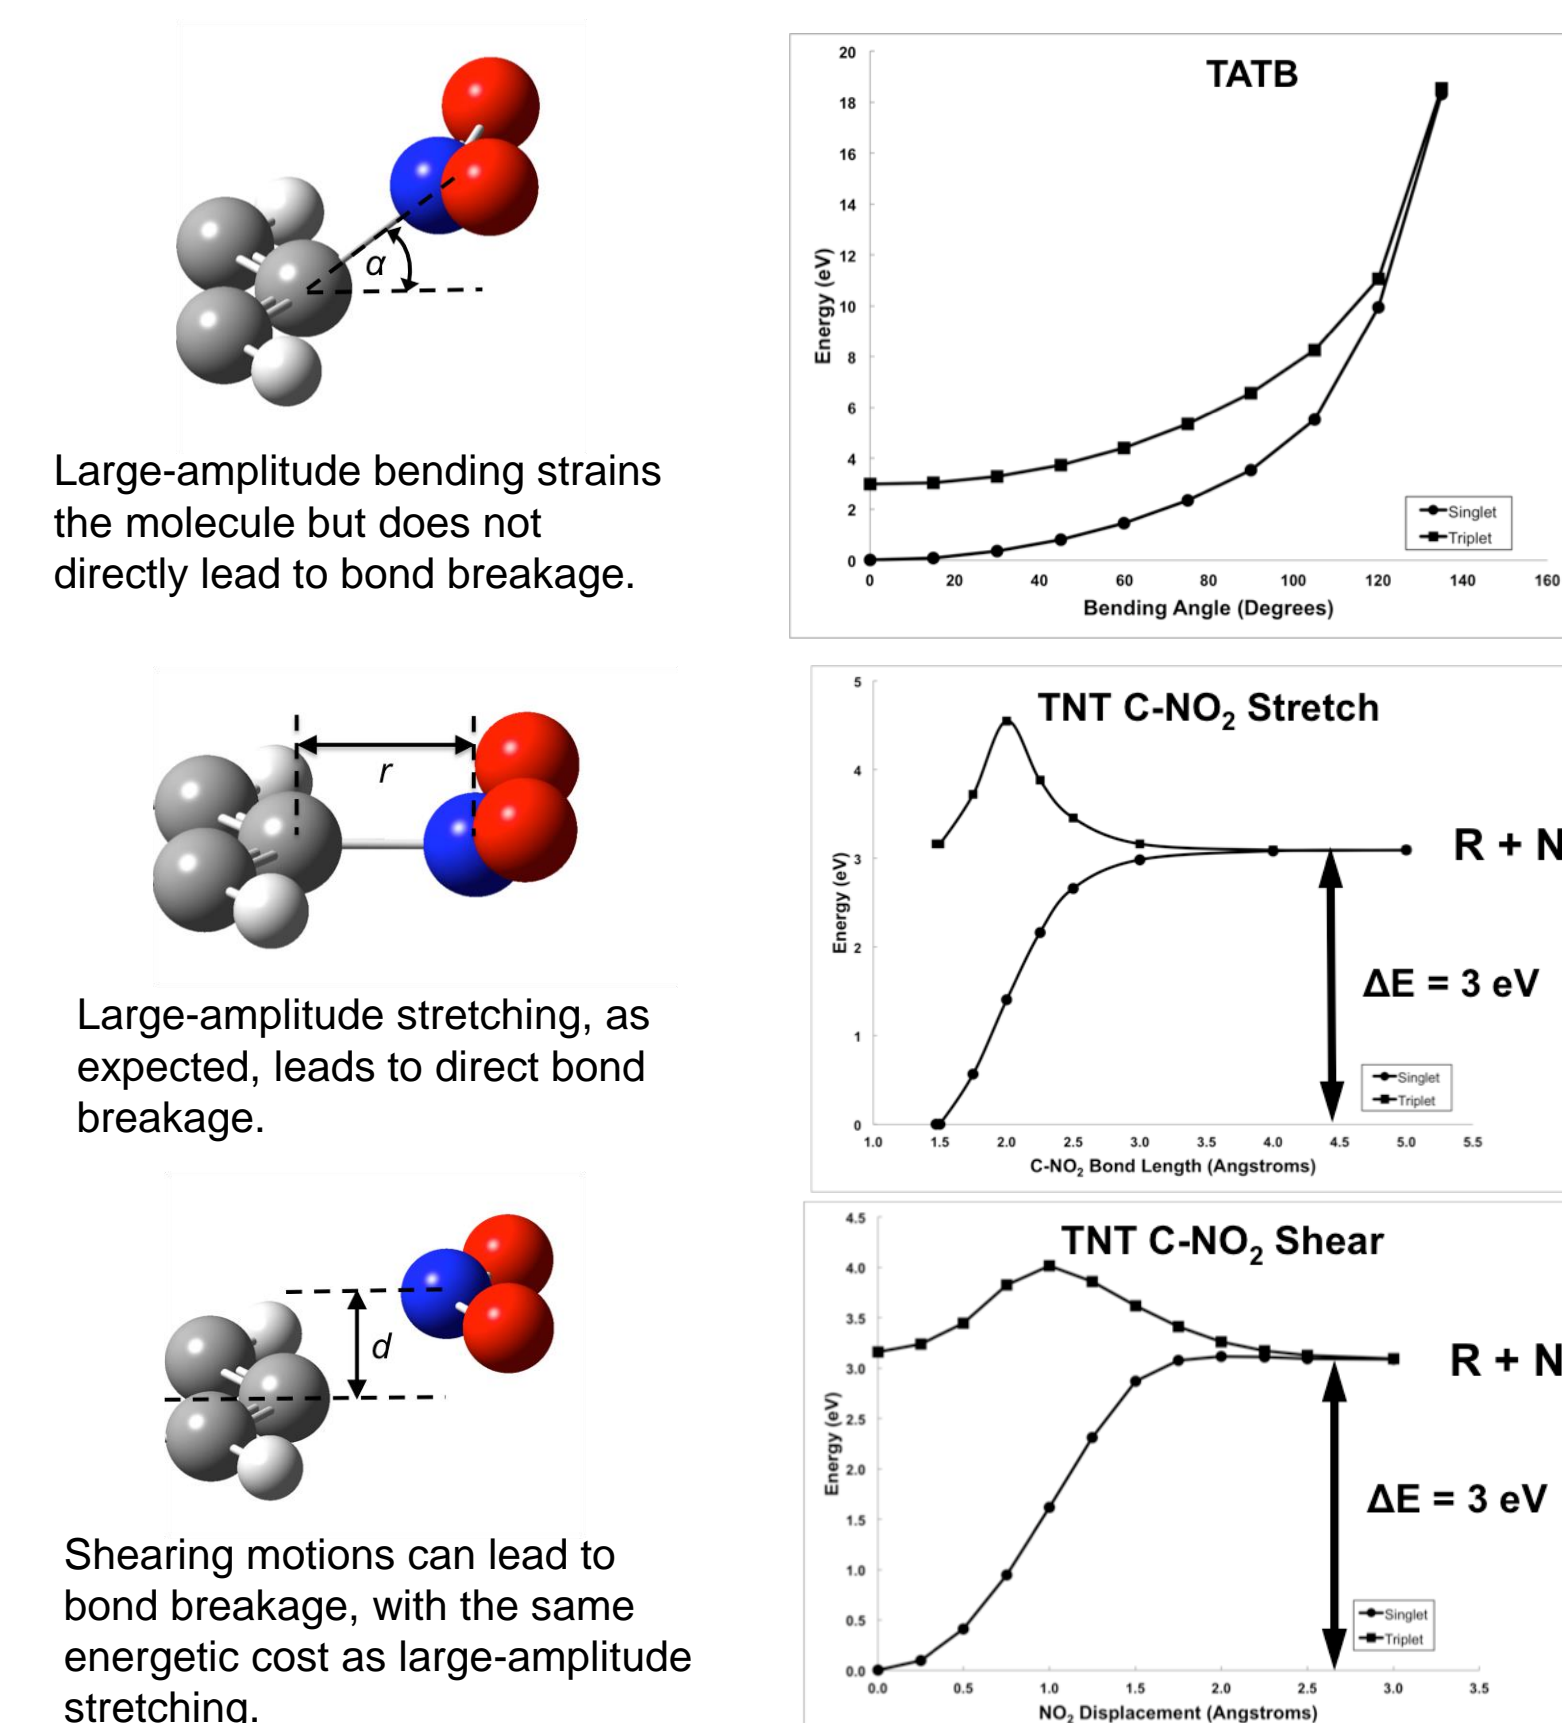 α
Large-amplitude bending strains
the molecule but does not
directly lead to bond breakage.
TATB
20
18
16
14
12
10
8
6
4
2
0
Energy (eV)
0 20 40 60 80 100 120 140 160
Bending Angle (Degrees)
Singlet
Triplet
r
Large-amplitude stretching, as
expected, leads to direct bond
breakage.
TNT C-NO₂ Stretch
5
4
3
2
1
0
Energy (eV)
1.0 1.5 2.0 2.5 3.0 3.5 4.0 4.5 5.0 5.5
C-NO₂ Bond Length (Angstroms)
R + N
ΔE = 3 eV
Singlet
Triplet
d
Shearing motions can lead to
bond breakage, with the same
energetic cost as large-amplitude
stretching.
TNT C-NO₂ Shear
4.5
4.0
3.5
3.0
2.5
2.0
1.5
1.0
0.5
0.0
Energy (eV)
0.0 0.5 1.0 1.5 2.0 2.5 3.0 3.5
NO₂ Displacement (Angstroms)
R + N
ΔE = 3 eV
Singlet
Triplet